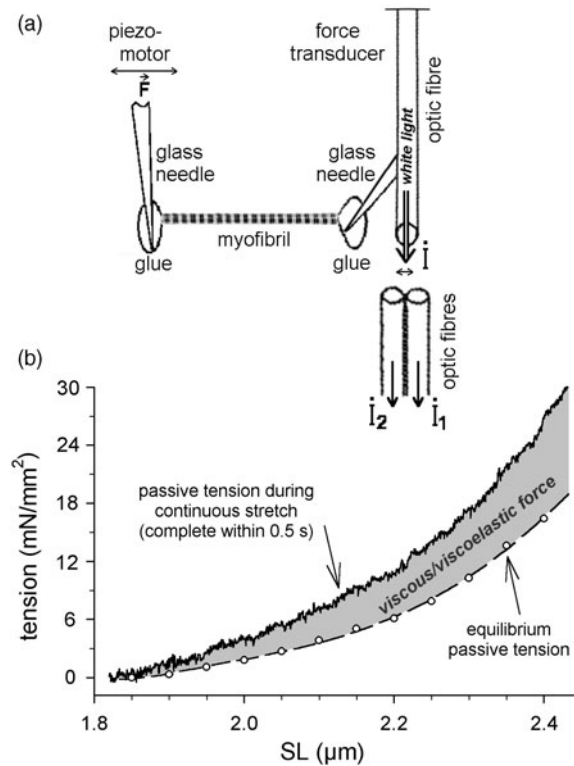 (a)
piezo-
motor
F
glass
needle
glue
myofibril
force
transducer
glass
needle
glue
white light
optic fibre
İ
optic fibres
İ2
İ1
(b)
30
24
18
12
6
0
tension (mN/mm²)
passive tension during
continuous stretch
(complete within 0.5 s)
viscous/viscoelastic force
equilibrium
passive tension
1.8
2.0
2.2
2.4
SL (µm)